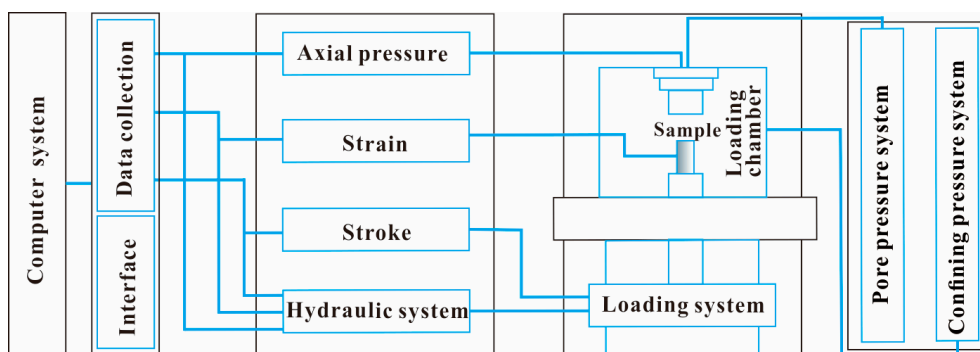 Computer system
Data collection
Interface
Axial pressure
Strain
Stroke
Hydraulic system
Sample
Loading
chamber
Loading system
Pore pressure system
Confining pressure system